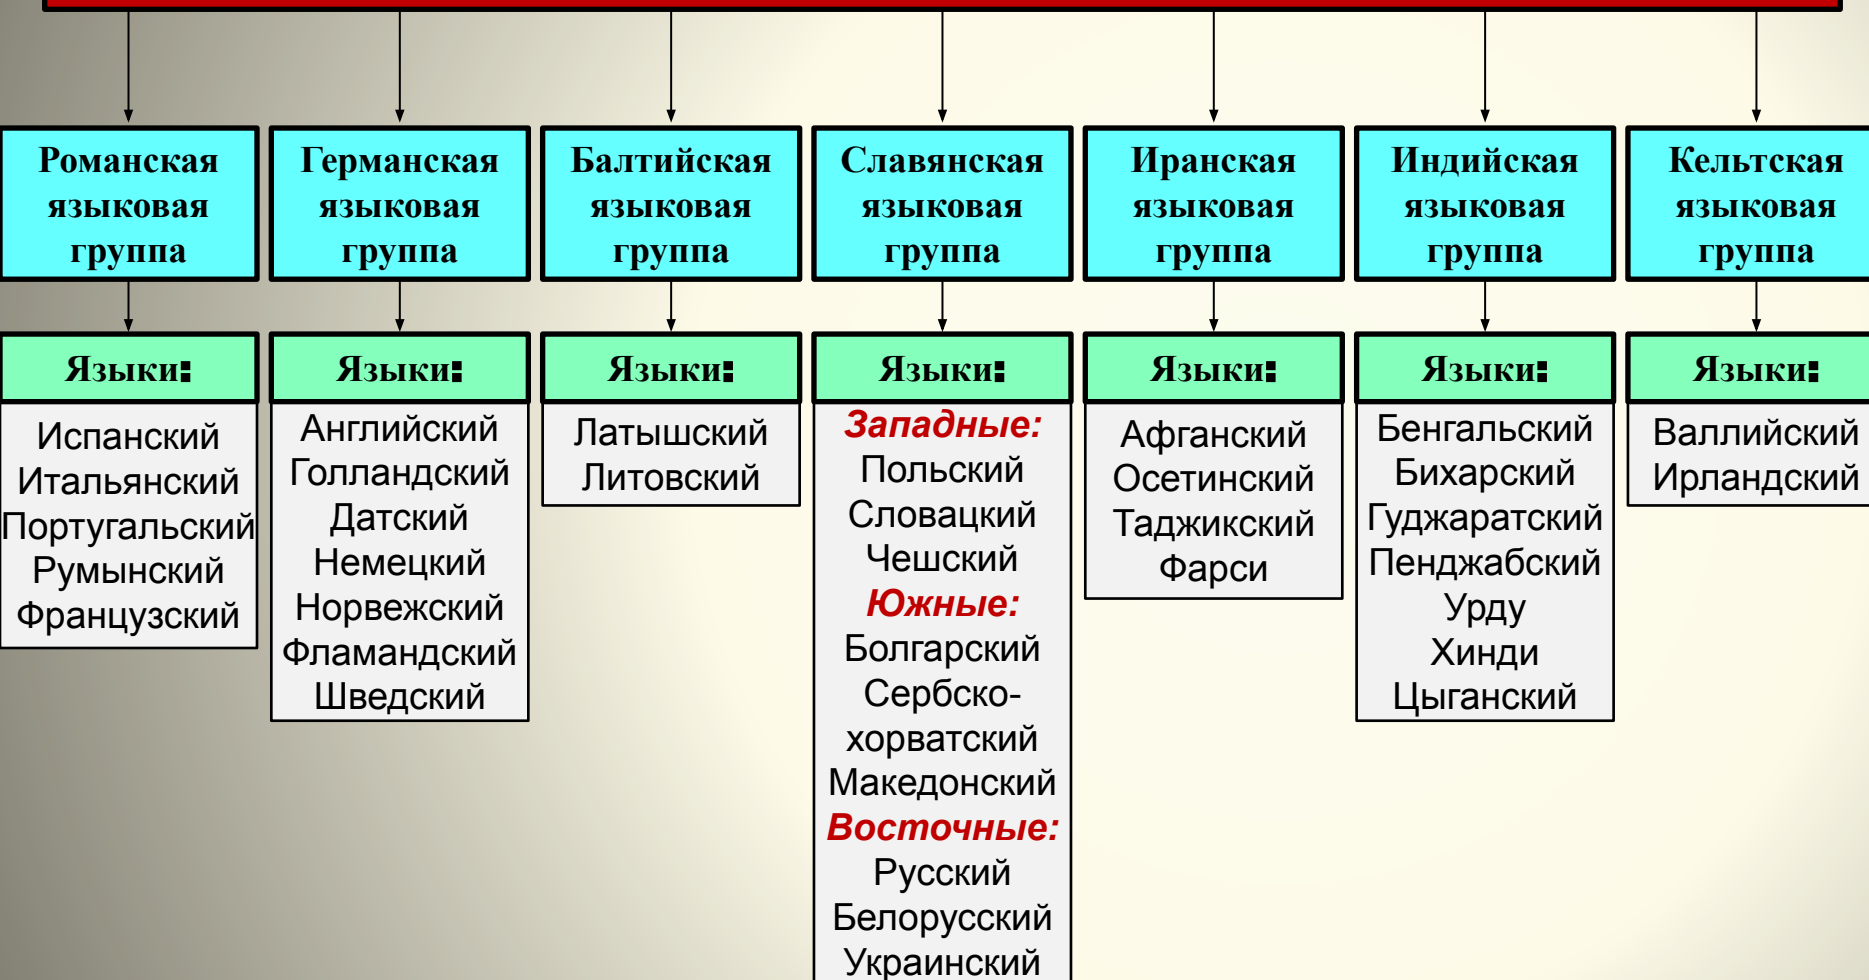 Романская
языковая
группа
Германская
языковая
группа
Балтийская
языковая
группа
Славянская
языковая
группа
Иранская
языковая
группа
Индийская
языковая
группа
Кельтская
языковая
группа
Языки:
Языки:
Языки:
Языки:
Языки:
Языки:
Языки:
Испанский
Итальянский
Португальский
Румынский
Французский
Английский
Голландский
Датский
Немецкий
Норвежский
Фламандский
Шведский
Латышский
Литовский
Западные:
Польский
Словацкий
Чешский
Южные:
Болгарский
Сербско-
хорватский
Македонский
Восточные:
Русский
Белорусский
Украинский
Афганский
Осетинский
Таджикский
Фарси
Бенгальский
Бихарский
Гуджаратский
Пенджабский
Урду
Хинди
Цыганский
Валлийский
Ирландский